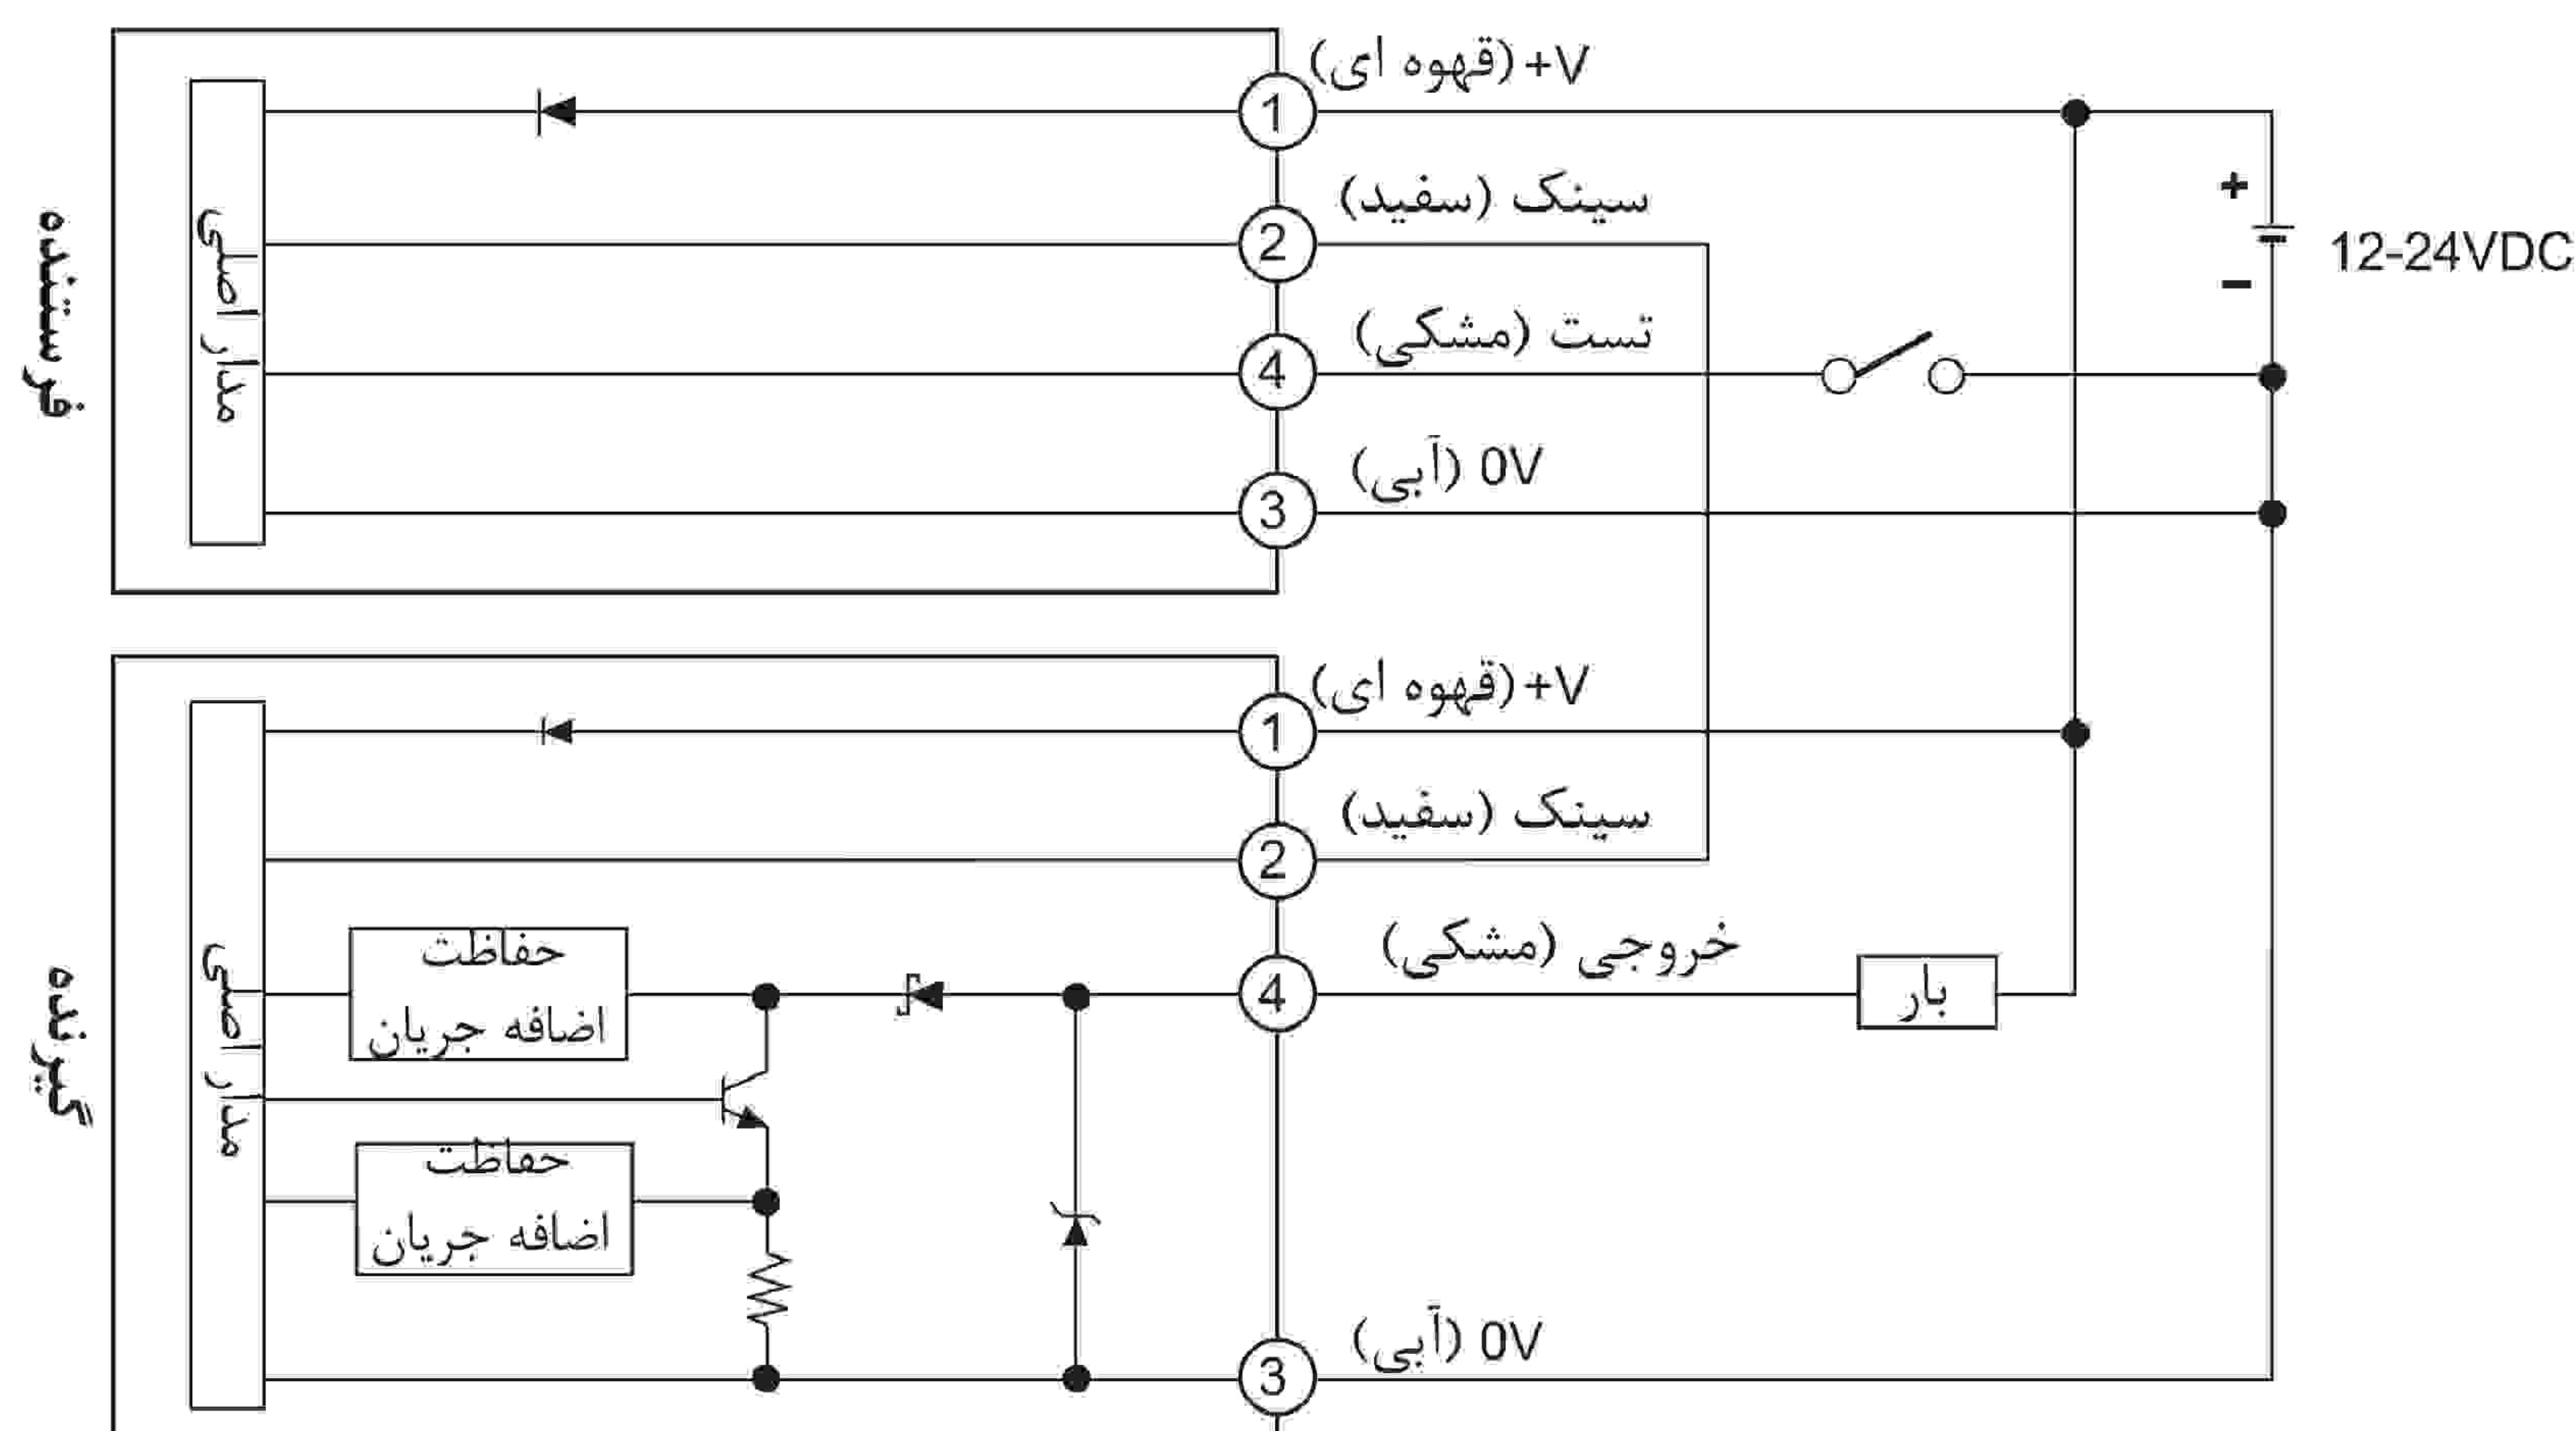 فرستنده
مدار اصلی
1
+V (قهوه ای)
2
سینک (سفید)
4
تست (مشکی)
3
0V (آبی)
+
−
12-24VDC
گیرنده
مدار اصلی
1
+V (قهوه ای)
2
سینک (سفید)
حفاظت
اضافه جریان
4
خروجی (مشکی)
بار
حفاظت
اضافه جریان
3
0V (آبی)